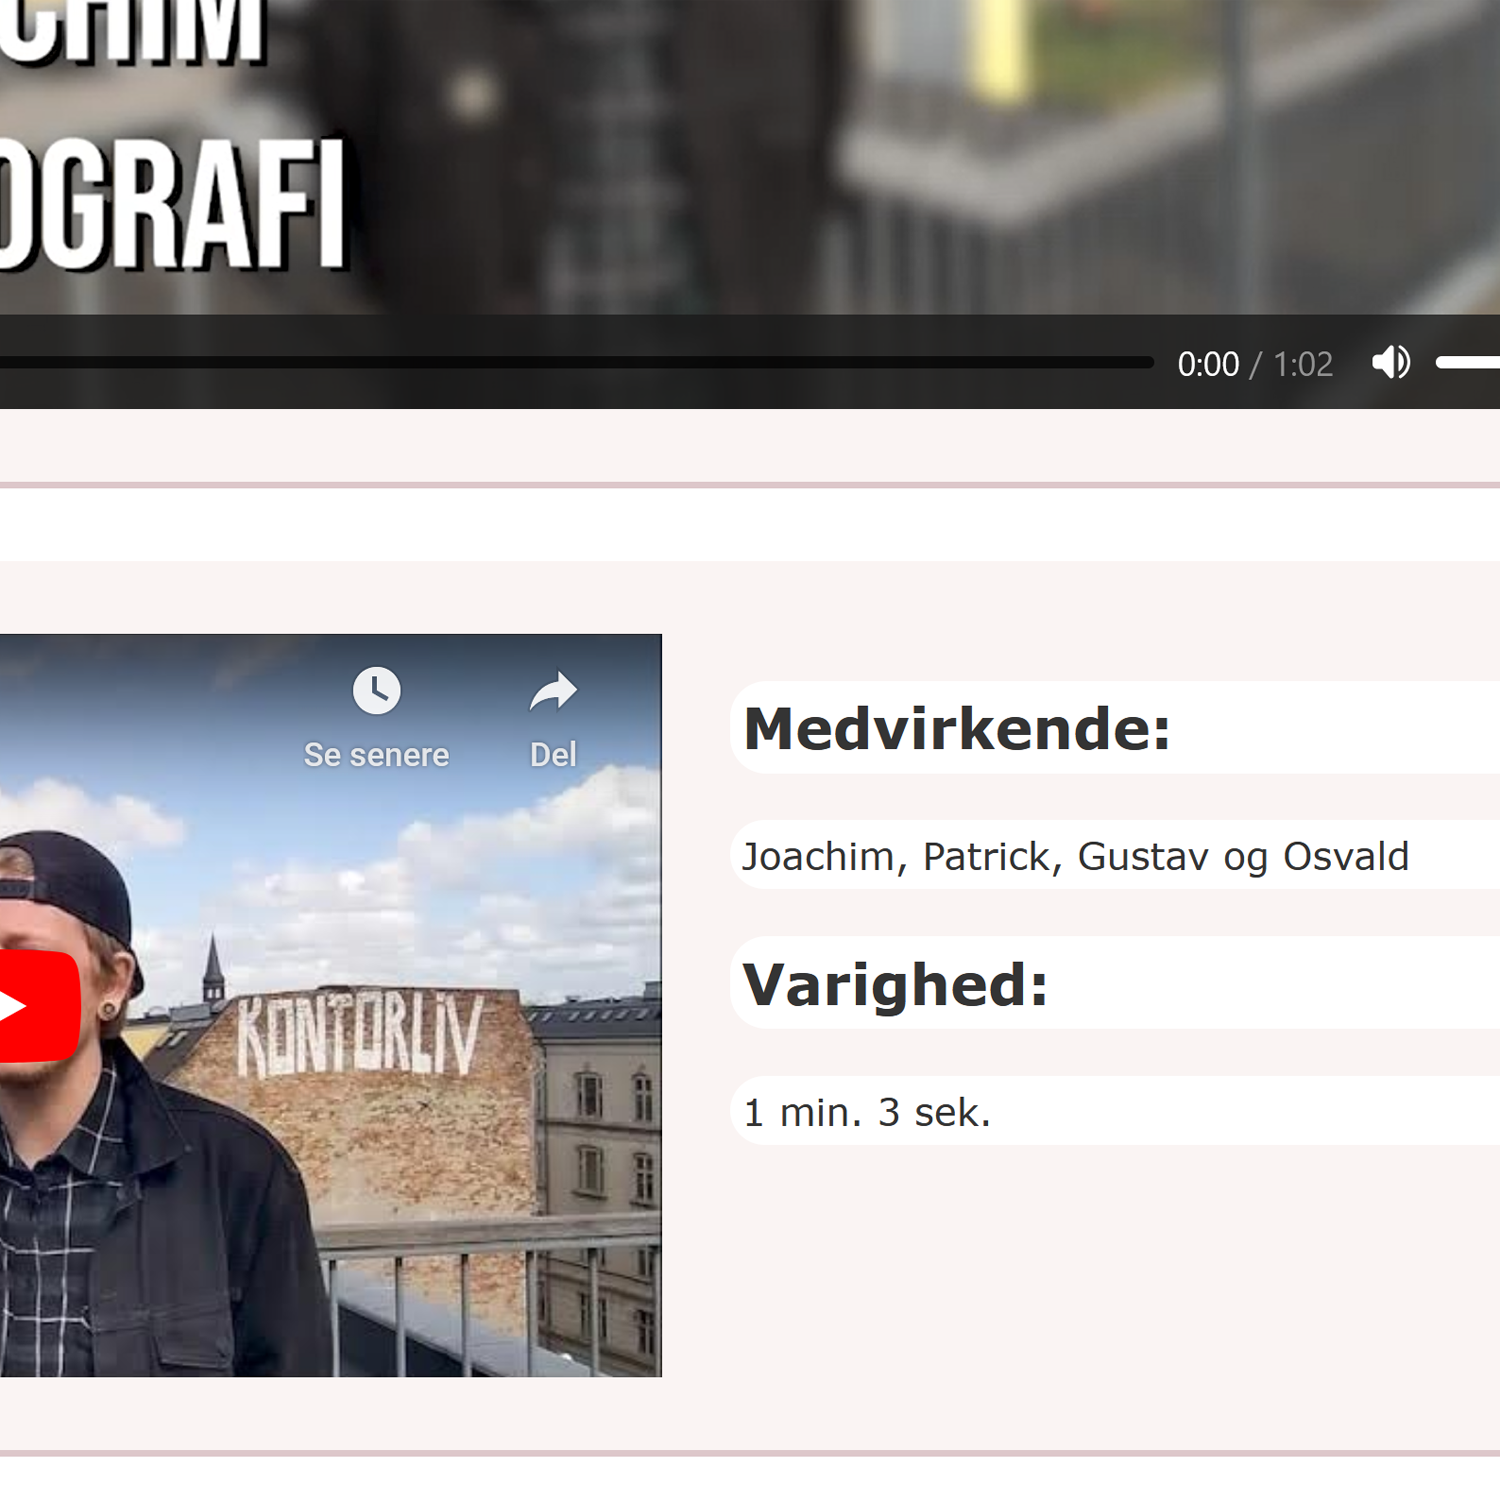 CHIM
OGRAFI
0:00 / 1:02
Se senere
Del
Medvirkende:
Joachim, Patrick, Gustav og Osvald
KONTORLIV
Varighed:
1 min. 3 sek.